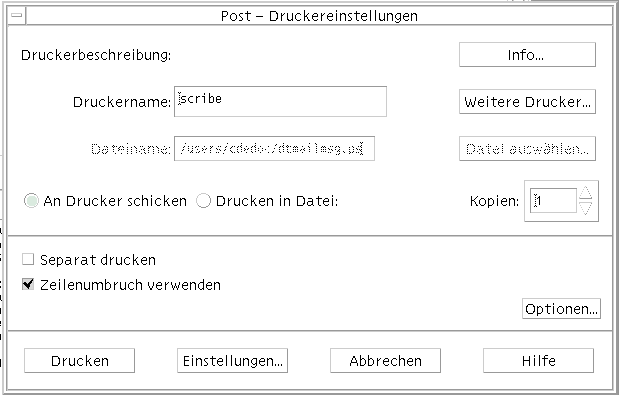 Post – Druckereinstellungen
Druckerbeschreibung:
Info...
Druckername: scribe
Weitere Drucker...
Dateiname: /users/cdedoc/dtmailmsg.ps
Datei auswählen...
An Drucker schicken
Drucken in Datei:
Kopien: 1
Separat drucken
Zeilenumbruch verwenden
Optionen...
Drucken
Einstellungen...
Abbrechen
Hilfe